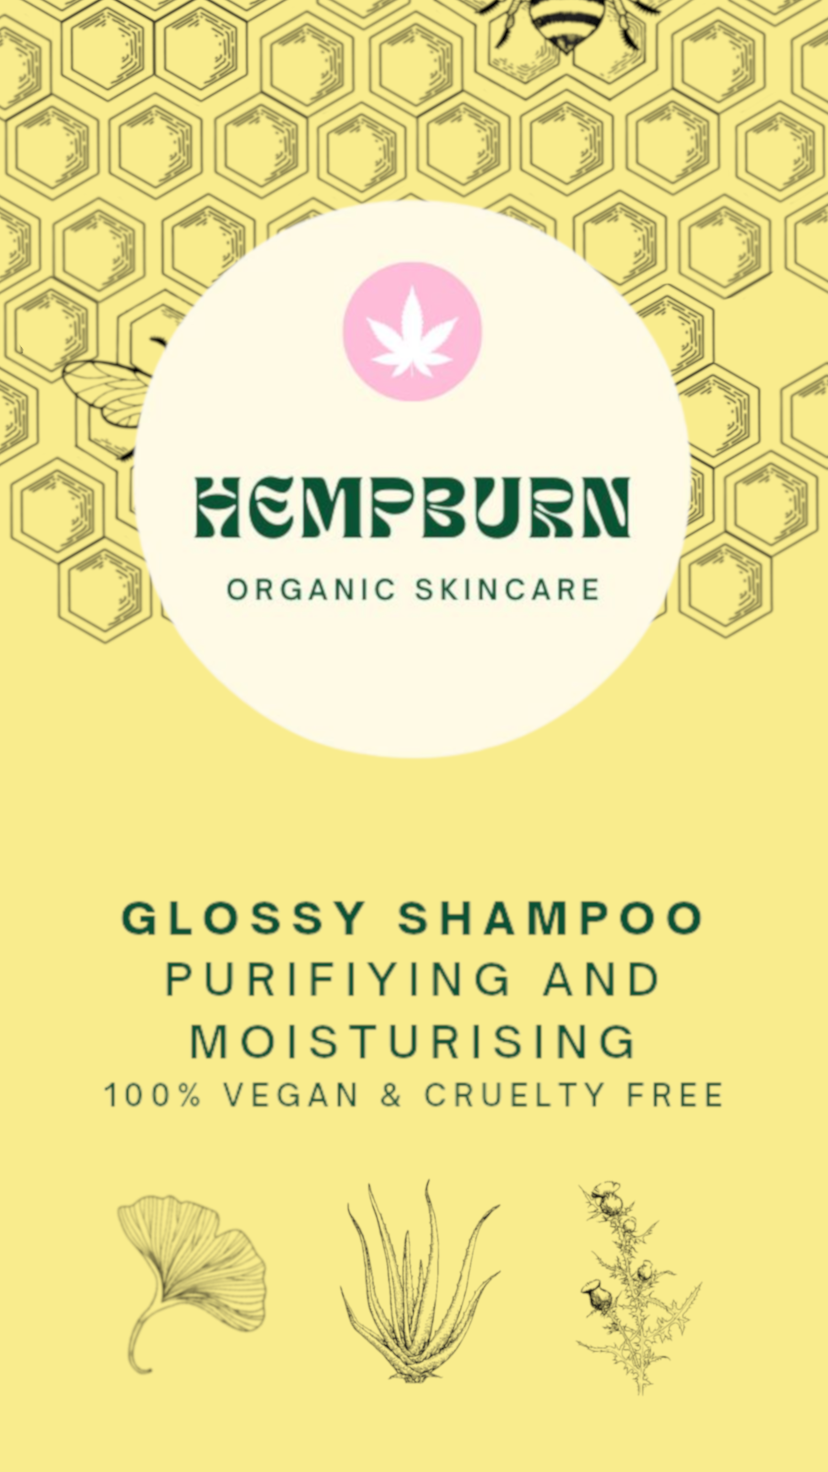 HEMPBURN
ORGANIC SKINCARE
GLOSSY SHAMPOO
PURIFIYING AND
MOISTURISING
100% VEGAN & CRUELTY FREE